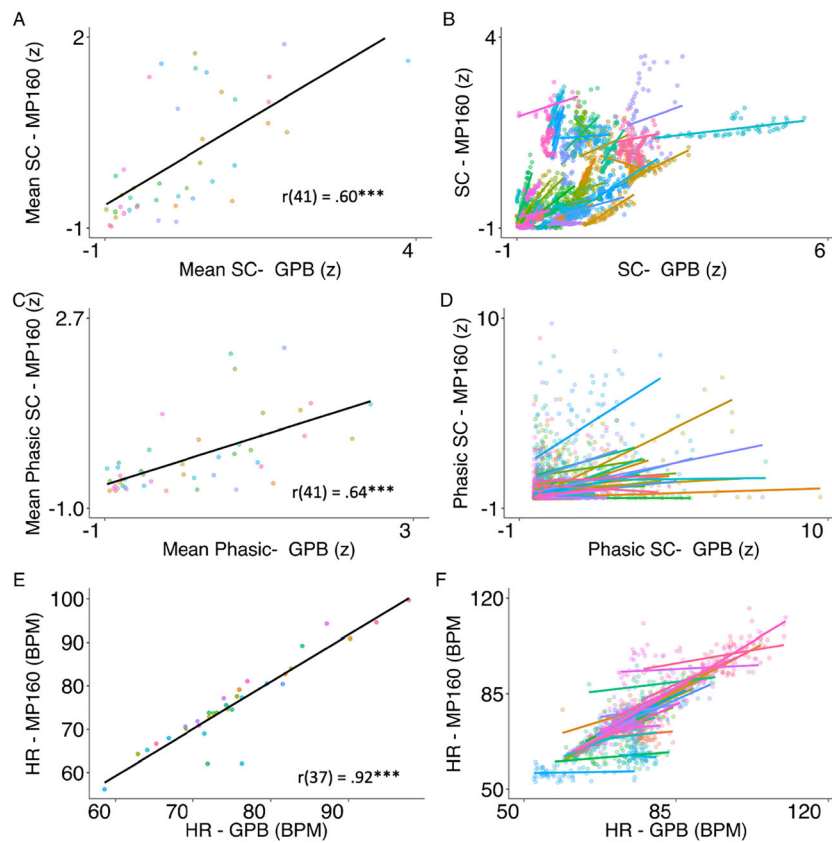 A
2
Mean SC - MP160 (z)
r(41) = .60***
-1
-1
4
Mean SC-  GPB (z)
B
4
SC - MP160 (z)
-1
-1
6
SC-  GPB (z)
C
2.7
Mean Phasic SC - MP160 (z)
r(41) = .64***
-1.0
-1
3
Mean Phasic-  GPB (z)
D
10
Phasic SC - MP160 (z)
-1
-1
10
Phasic SC-  GPB (z)
E
100
90
80
70
60
HR - MP160 (BPM)
r(37) = .92***
60
70
80
90
HR - GPB (BPM)
F
120
85
50
HR - MP160 (BPM
50
85
120
HR - GPB (BPM)